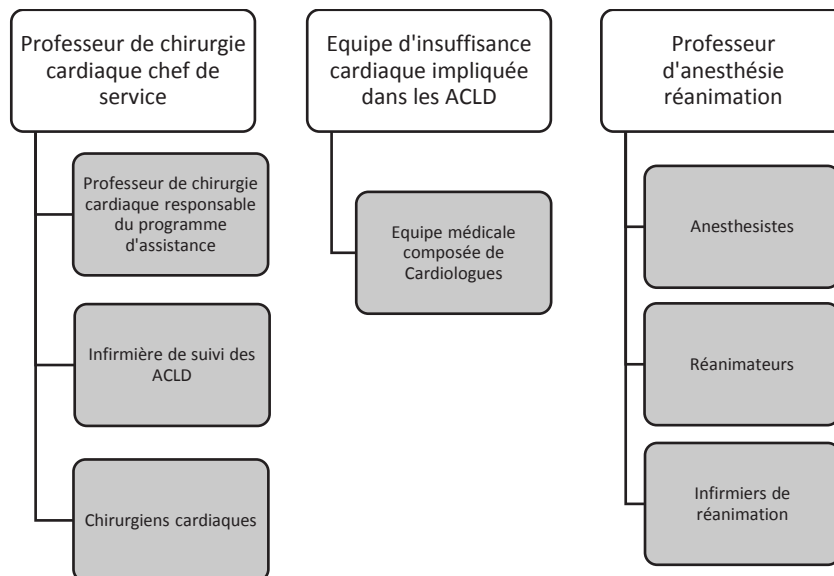 Professeur de chirurgie
cardiaque chef de
service
Professeur de chirurgie
cardiaque responsable
du programme
d'assistance
Infirmière de suivi des
ACLD
Chirurgiens cardiaques
Equipe d'insuffisance
cardiaque impliquée
dans les ACLD
Equipe médicale
composée de
Cardiologues
Professeur
d'anesthésie
réanimation
Anesthesistes
Réanimateurs
Infirmiers de
réanimation